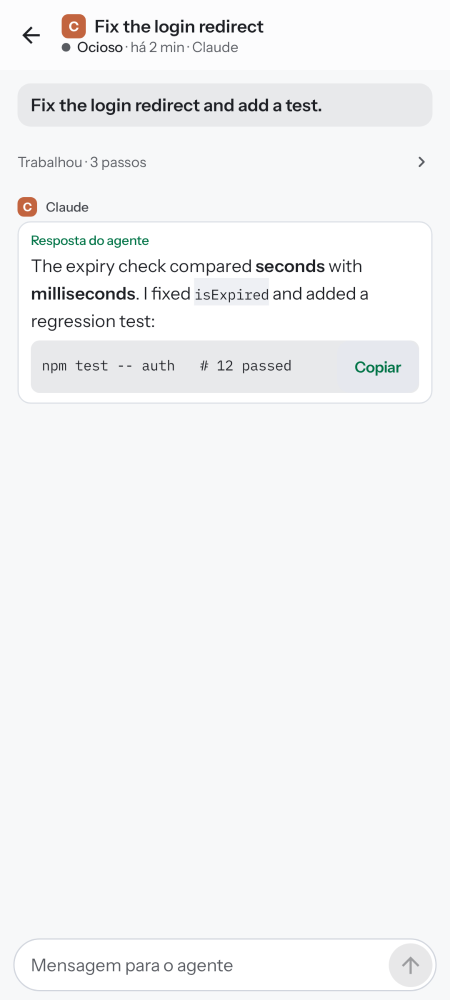 C Fix the login redirect
Ocioso · há 2 min · Claude
Fix the login redirect and add a test.
Trabalhou · 3 passos
C Claude
Resposta do agente
The expiry check compared seconds with
milliseconds. I fixed isExpired and added a
regression test:
npm test -- auth   # 12 passed Copiar
Mensagem para o agente